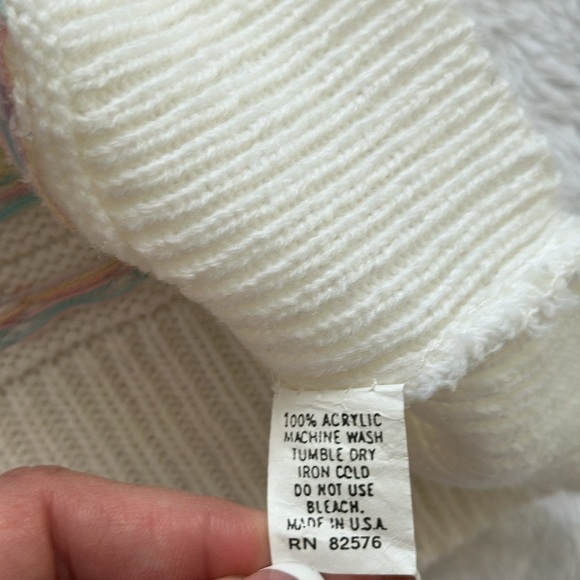 100% ACRYLIC
MACHINE WASH
TUMBLE DRY
IRON COLD
DO NOT USE
BLEACH.
MADE IN U.S.A.
RN 82576